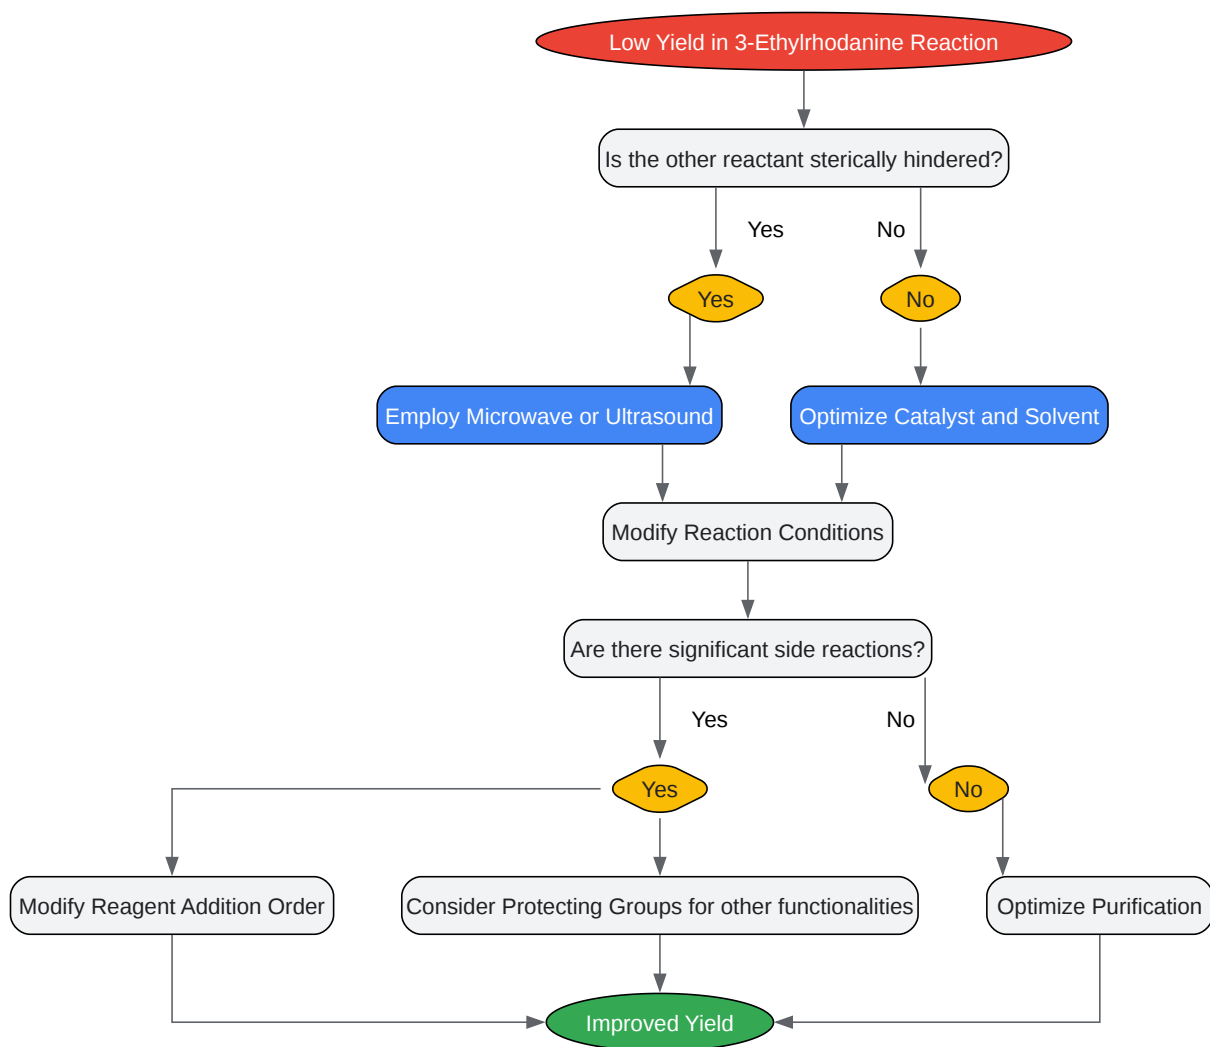 Low Yield in 3-Ethylrhodanine Reaction
Is the other reactant sterically hindered?
Yes
No
Yes
No
Employ Microwave or Ultrasound
Optimize Catalyst and Solvent
Modify Reaction Conditions
Are there significant side reactions?
Yes
No
Yes
No
Modify Reagent Addition Order
Consider Protecting Groups for other functionalities
Optimize Purification
Improved Yield